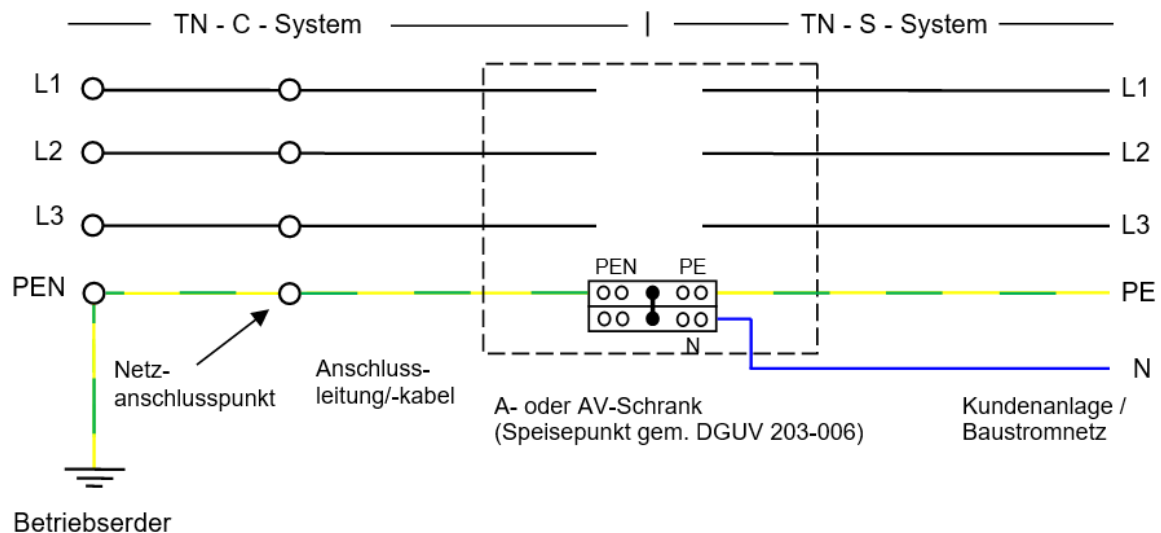 TN - C - System
TN - S - System
L1
L1
L2
L2
L3
L3
PEN
PEN
PE
PE
N
N
Netz-
anschlusspunkt
Anschluss-
leitung/-kabel
A- oder AV-Schrank
(Speisepunkt gem. DGUV 203-006)
Kundenanlage /
Baustromnetz
Betriebserder